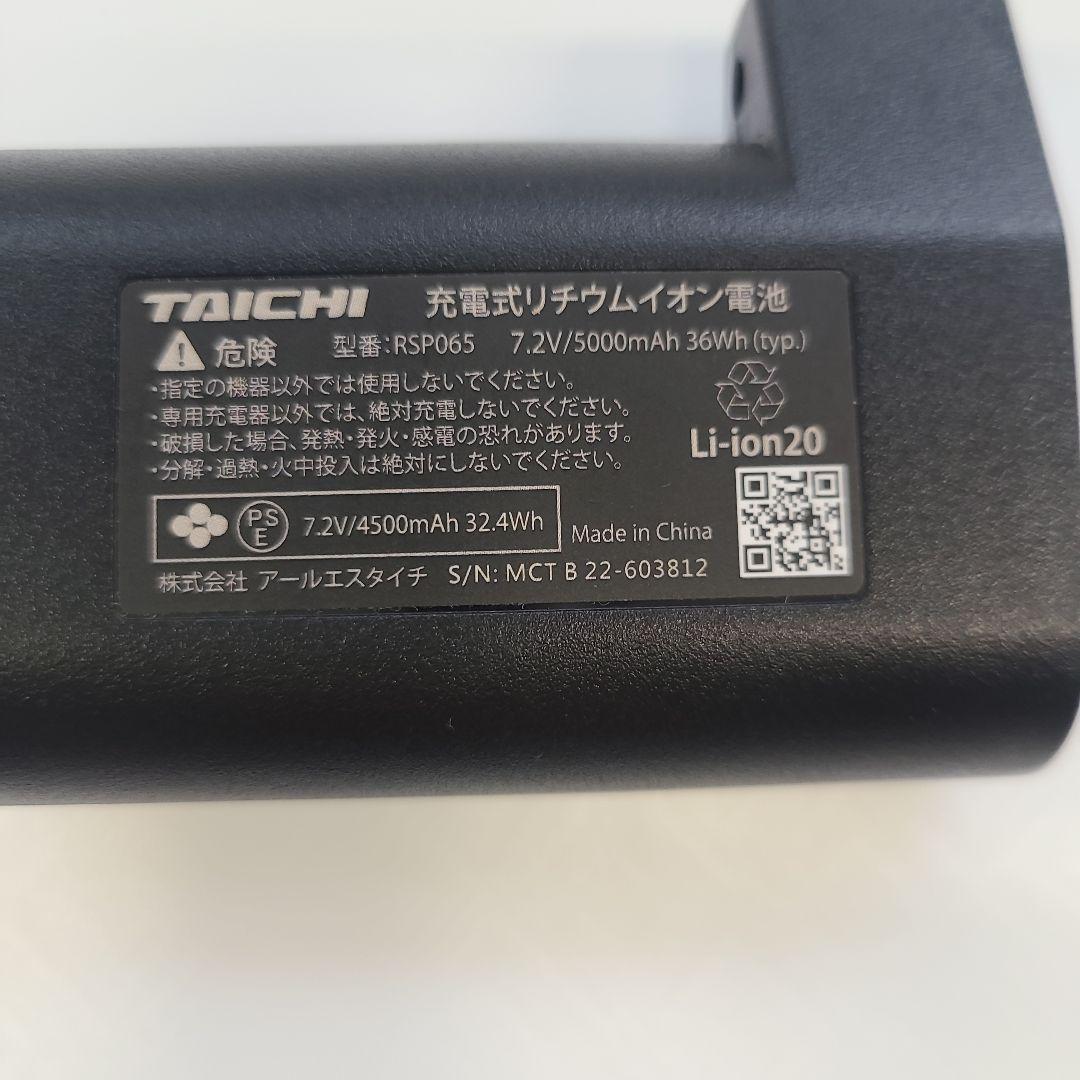 TAICHI 充電式リチウムイオン電池
危険 型番:RSP065 7.2V/5000mAh 36Wh (typ.)
・指定の機器以外では使用しないでください。
・専用充電器以外では、絶対充電しないでください。
・破損した場合、発熱・発火・感電の恐れがあります。
・分解・過熱・火中投入は絶対にしないでください。
Li-ion20
PS E 7.2V/4500mAh 32.4Wh
Made in China
株式会社 アールエスタイチ S/N: MCT B 22-603812